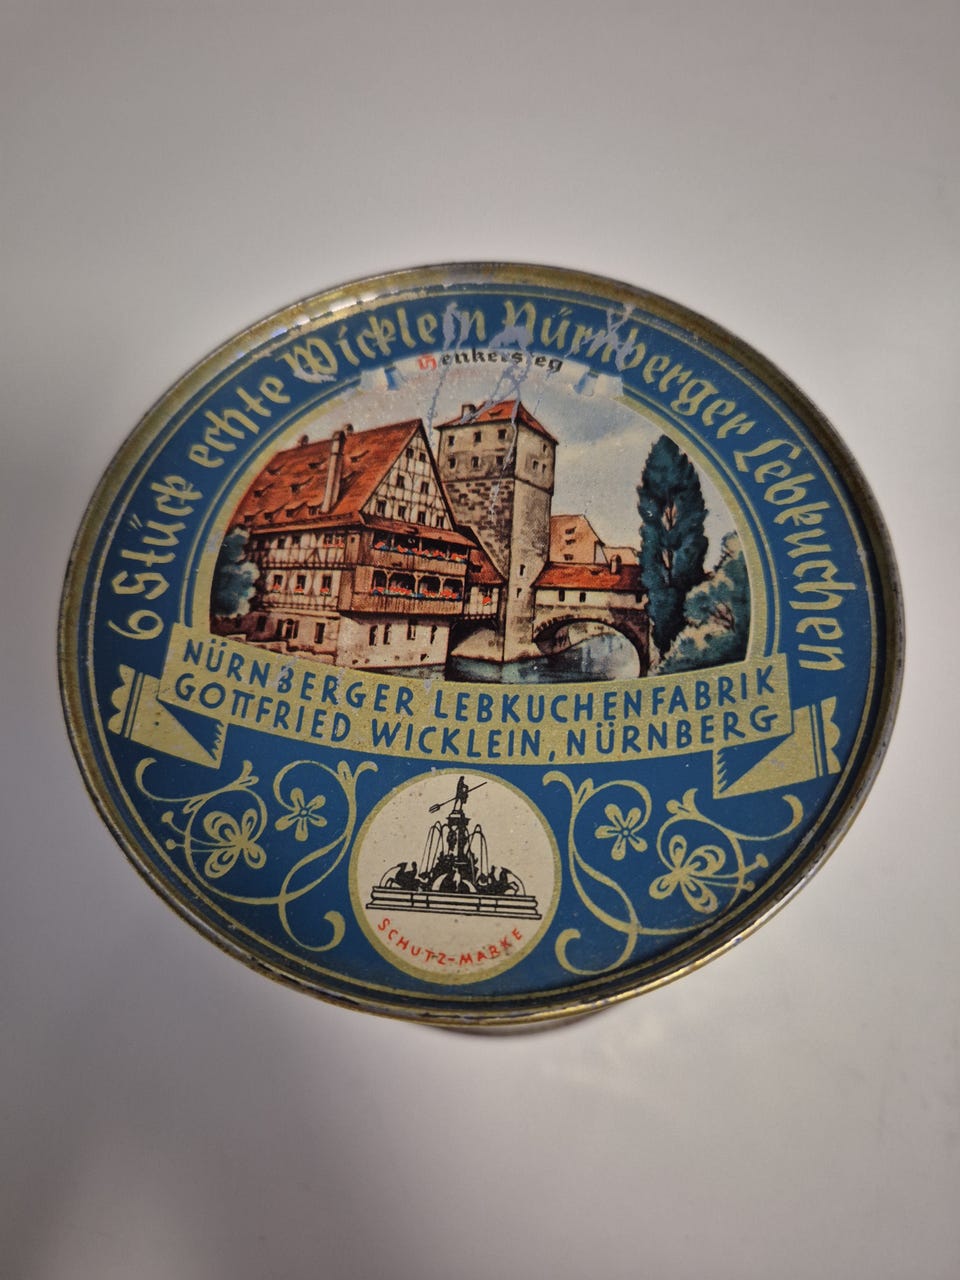 6 Stück echte Wicklein Nürnberger Lebkuchen
Henkersteg
NÜRNBERGER LEBKUCHENFABRIK
GOTTFRIED WICKLEIN, NÜRNBERG
SCHUTZ-MARKE